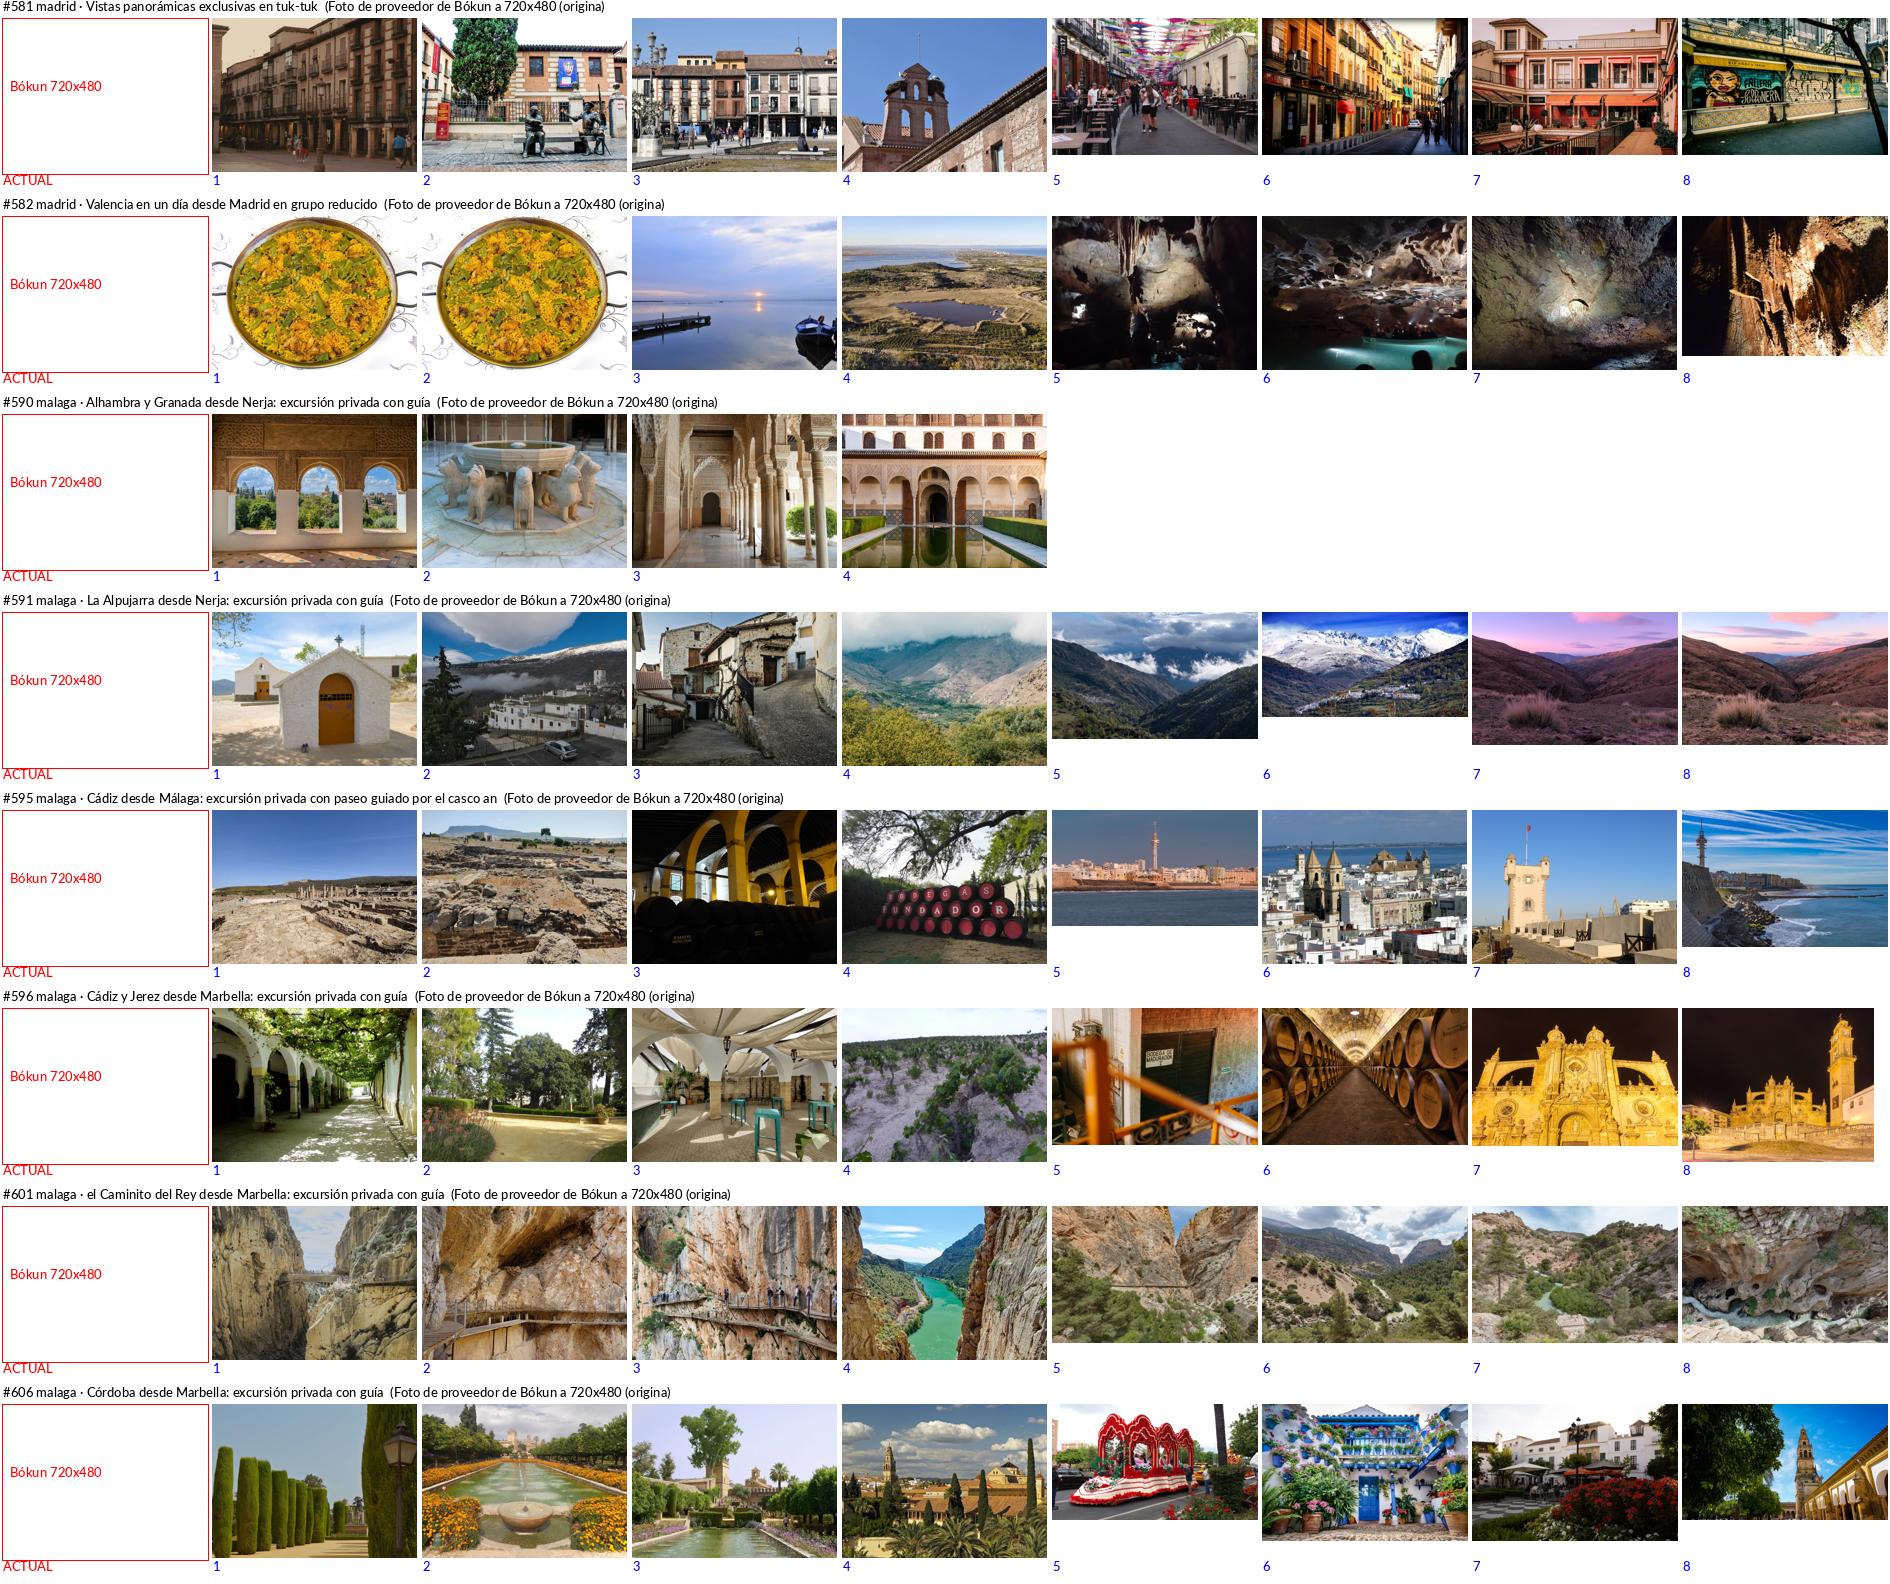 #581 madrid · Vistas panorámicas exclusivas en tuk-tuk (Foto de proveedor de Bókun a 720x480 (origina)
Bókun 720x480
ACTUAL 1 2 3 4 5 6 7 8
#582 madrid · Valencia en un día desde Madrid en grupo reducido (Foto de proveedor de Bókun a 720x480 (origina)
Bókun 720x480
ACTUAL 1 2 3 4 5 6 7 8
#590 malaga · Alhambra y Granada desde Nerja: excursión privada con guía (Foto de proveedor de Bókun a 720x480 (origina)
Bókun 720x480
ACTUAL 1 2 3 4
#591 malaga · La Alpujarra desde Nerja: excursión privada con guía (Foto de proveedor de Bókun a 720x480 (origina)
Bókun 720x480
ACTUAL 1 2 3 4 5 6 7 8
#595 malaga · Cádiz desde Málaga: excursión privada con paseo guiado por el casco an (Foto de proveedor de Bókun a 720x480 (origina)
Bókun 720x480
BODEGAS
FUNDADOR
ACTUAL 1 2 3 4 5 6 7 8
#596 malaga · Cádiz y Jerez desde Marbella: excursión privada con guía (Foto de proveedor de Bókun a 720x480 (origina)
BODEGA DE
MADURACION
Bókun 720x480
ACTUAL 1 2 3 4 5 6 7 8
#601 malaga · el Caminito del Rey desde Marbella: excursión privada con guía (Foto de proveedor de Bókun a 720x480 (origina)
Bókun 720x480
ACTUAL 1 2 3 4 5 6 7 8
#606 malaga · Córdoba desde Marbella: excursión privada con guía (Foto de proveedor de Bókun a 720x480 (origina)
Bókun 720x480
ACTUAL 1 2 3 4 5 6 7 8